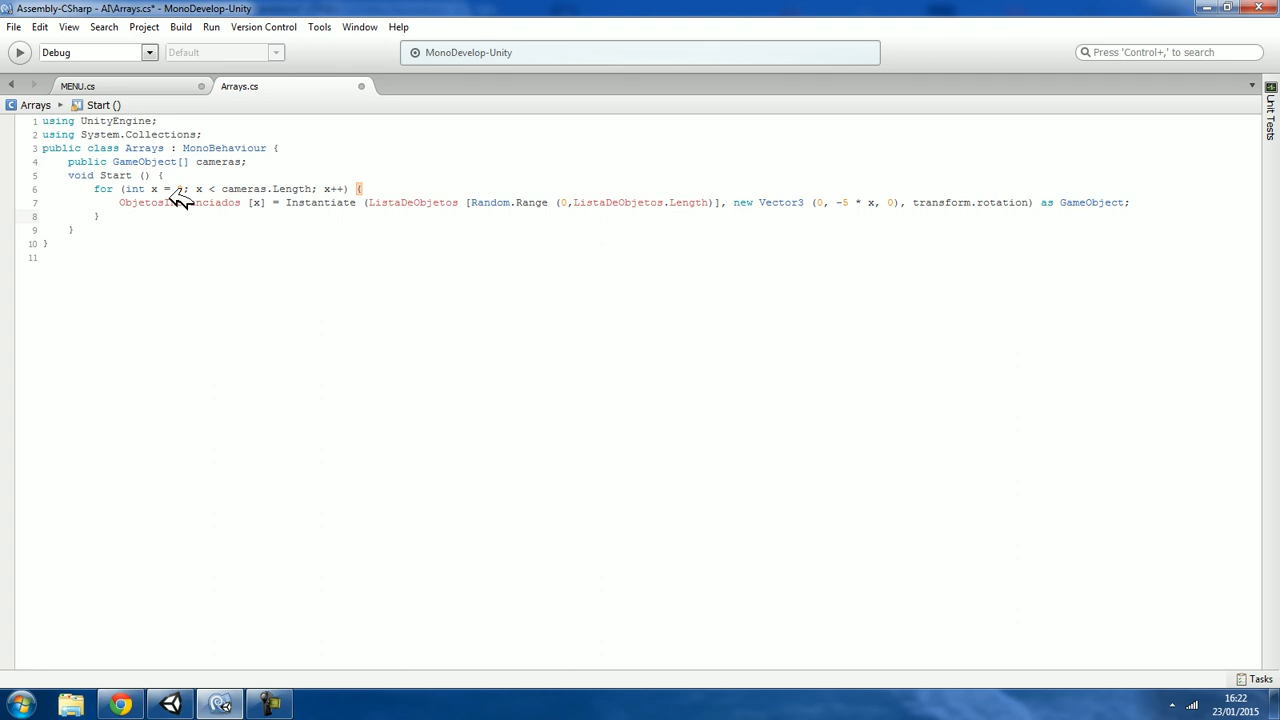 Assembly-CSharp - AI\Arrays.cs* - MonoDevelop-Unity
File Edit View Search Project Build Run Version Control Tools Window Help
Debug Default MonoDevelop-Unity Press 'Control+,' to search
MENU.cs Arrays.cs
Arrays Start ()
1 using UnityEngine;
2 using System.Collections;
3 public class Arrays : MonoBehaviour {
4 public GameObject[] cameras;
5 void Start () {
6 for (int x = ; x < cameras.Length; x++) {
7 [x] = Instantiate (ListaDeObjetos [Random.Range (0,ListaDeObjetos.Length)], new Vector3 (0, -5 * x, 0), transform.rotation) as GameObject;
8 }
9 }
10 }
11
Unit Tests
Tasks
16:22
23/01/2015